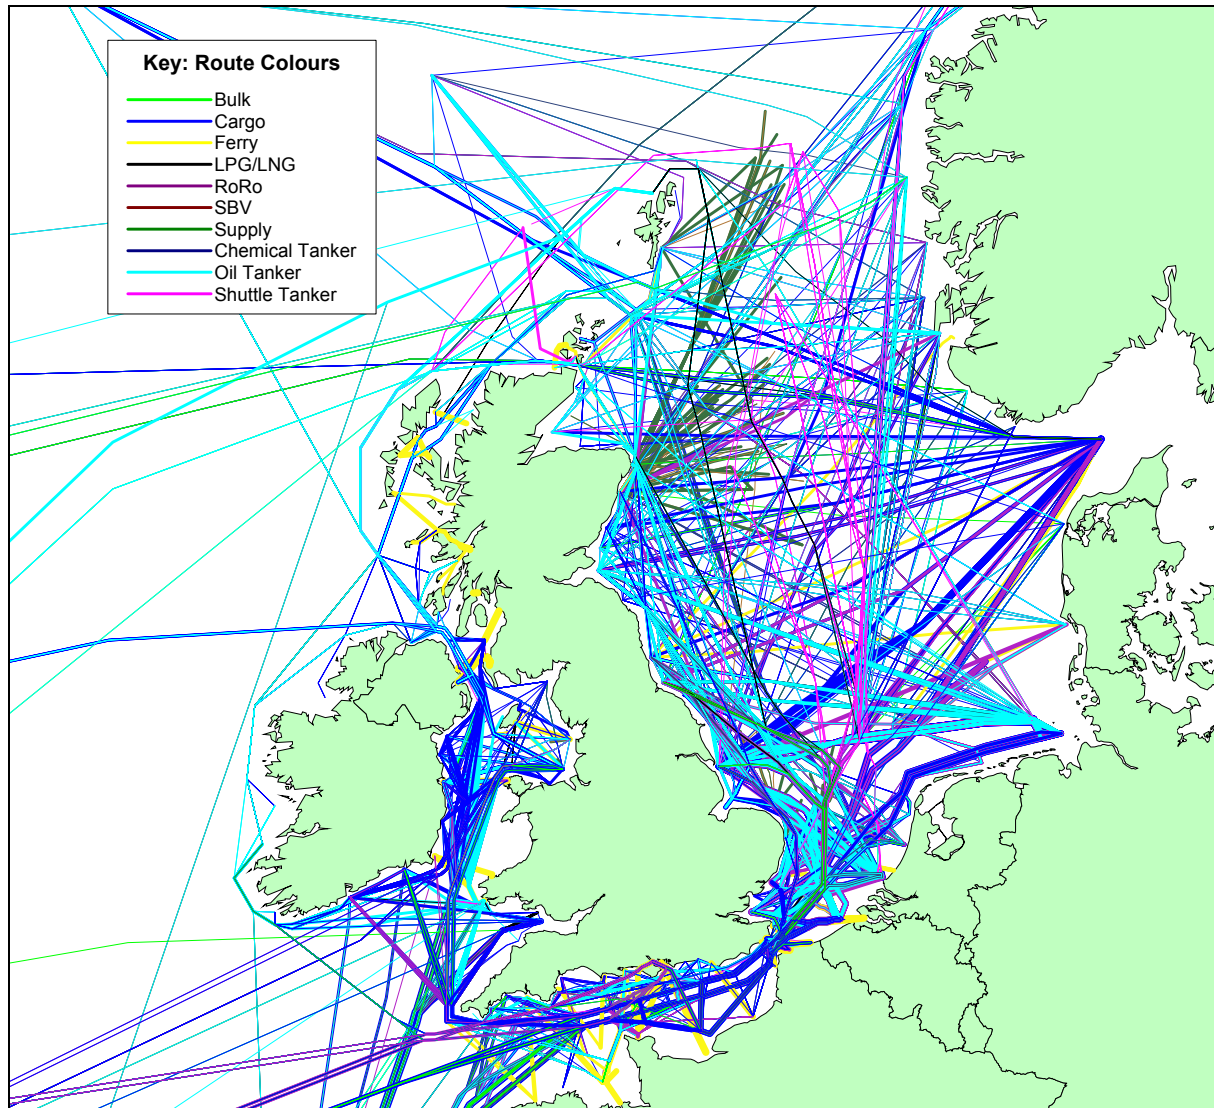 Key: Route Colours
Bulk
Cargo
Ferry
LPG/LNG
RoRo
SBV
Supply
Chemical Tanker
Oil Tanker
Shuttle Tanker